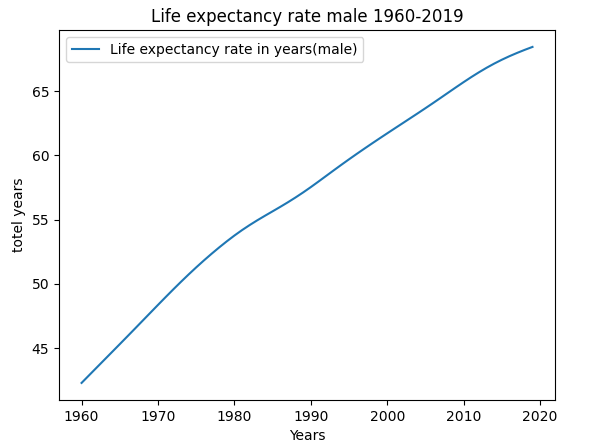 Life expectancy rate male 1960-2019
Life expectancy rate in years(male)
totel years
65
60
55
50
45
1960 1970 1980 1990 2000 2010 2020
Years